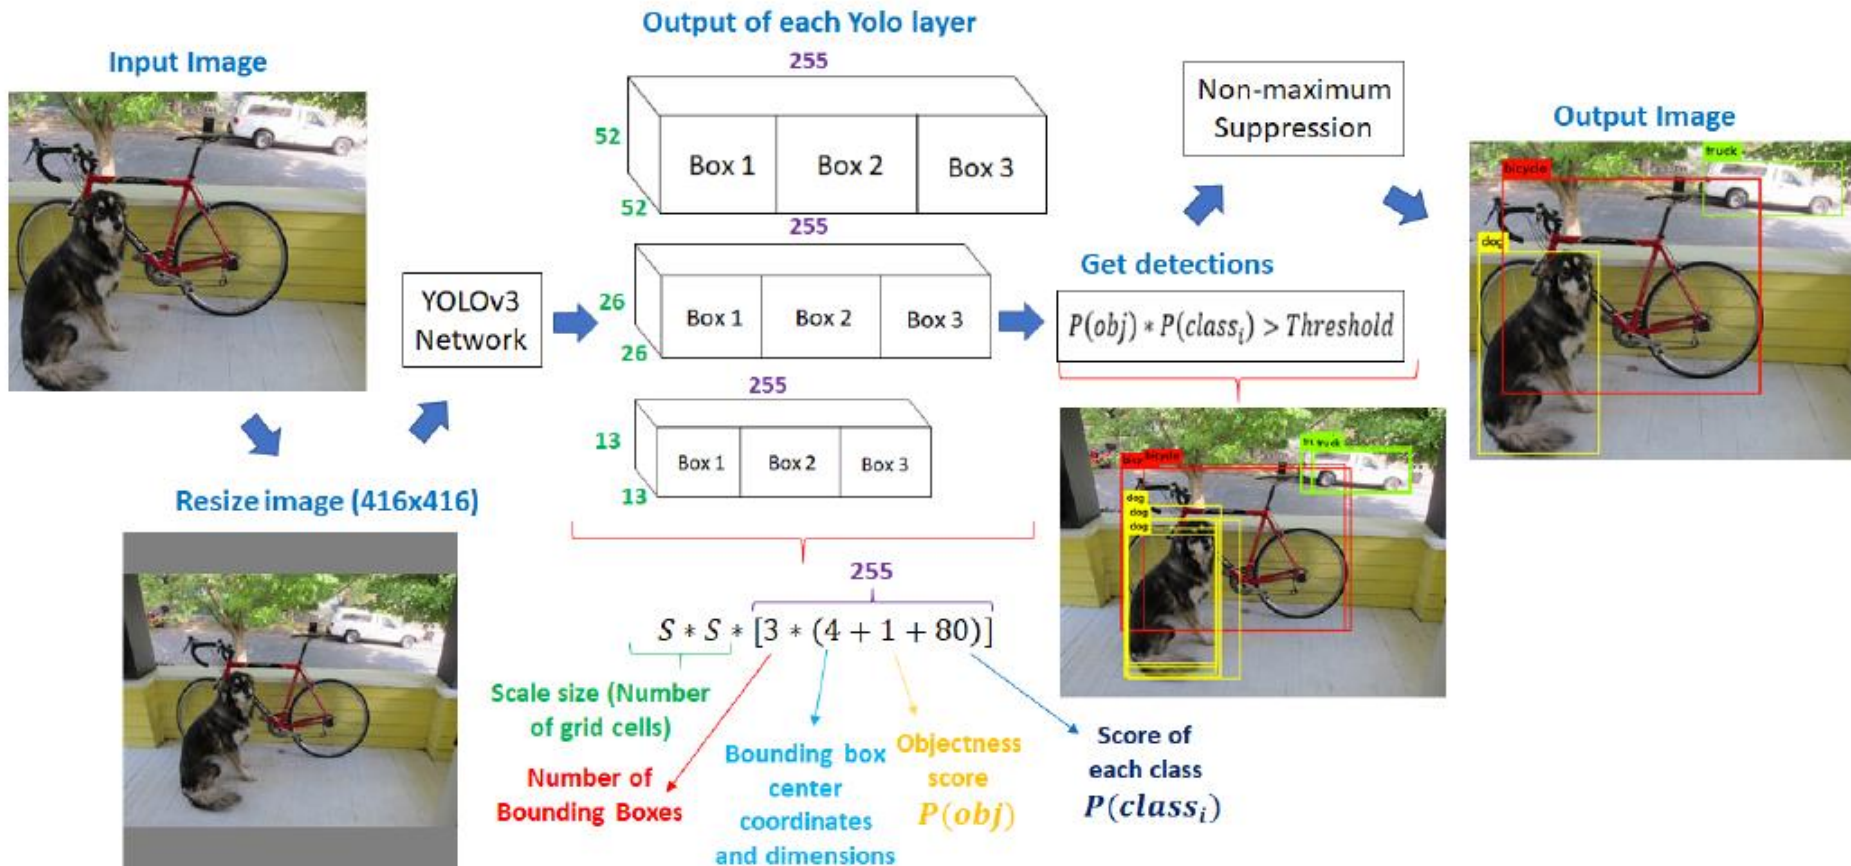 Output of each Yolo layer
Input Image
255
52
Box 1
Box 2
Box 3
52
255
26
Box 1
Box 2
Box 3
26
255
13
Box 1
Box 2
Box 3
13
YOLOv3
Network
Resize image (416x416)
255
S * S * [3 * (4 + 1 + 80)]
Scale size (Number
of grid cells)
Number of
Bounding Boxes
Bounding box
center
coordinates
and dimensions
Objectness
score
P(obj)
Score of
each class
P(class_i)
Get detections
P(obj) * P(class_i) > Threshold
bicycle
truck
dog
dog
dog
Non-maximum
Suppression
Output Image
truck
bicycle
dog